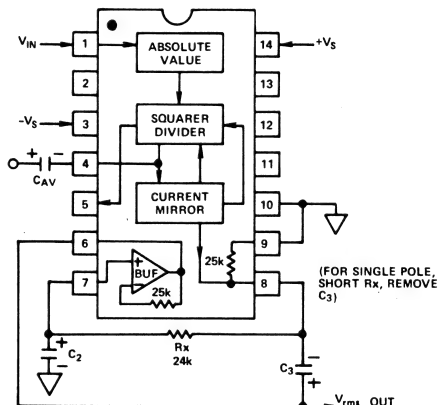 V_IN
1
ABSOLUTE VALUE
14
+V_S
2
13
-V_S
3
SQUARER DIVIDER
12
+ -
C_AV
4
11
5
CURRENT MIRROR
10
6
25k
9
7
+
-
BUF
25k
8
(FOR SINGLE POLE,
SHORT Rx, REMOVE
C3)
+
-
C2
Rx
24k
C3
-
+
V_rms OUT